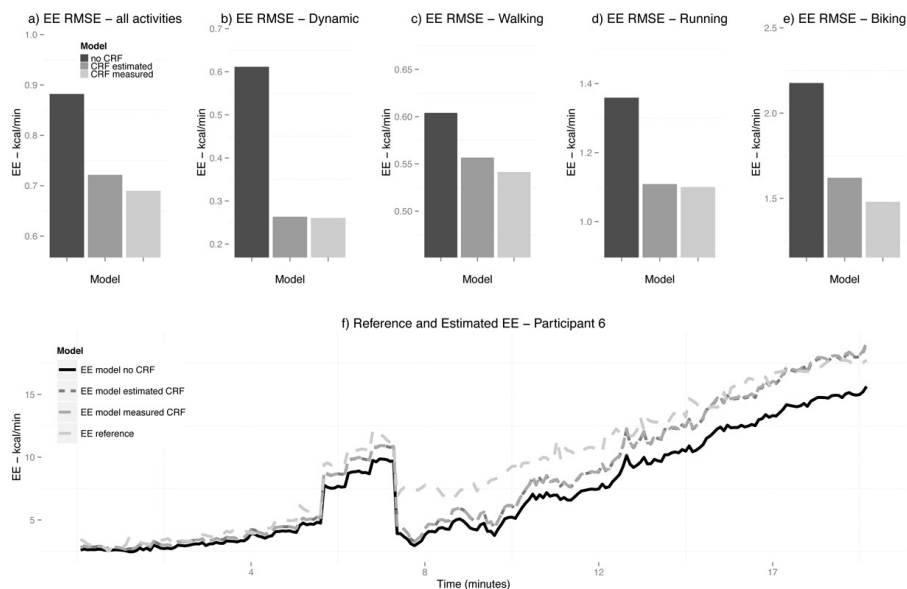 a) EE RMSE – all activities
EE – kcal/min
1.0
0.9
0.8
0.7
0.6
Model
no CRF
CRF estimated
CRF measured
Model
b) EE RMSE – Dynamic
EE – kcal/min
0.7
0.6
0.5
0.4
0.3
0.2
Model
c) EE RMSE – Walking
EE – kcal/min
0.65
0.60
0.55
0.50
Model
d) EE RMSE – Running
EE – kcal/min
1.4
1.2
1.0
Model
e) EE RMSE – Biking
EE – kcal/min
2.5
2.0
1.5
Model
f) Reference and Estimated EE – Participant 6
EE – kcal/min
15
10
5
Model
EE model no CRF
EE model estimated CRF
EE model measured CRF
EE reference
4
8
12
17
Time (minutes)